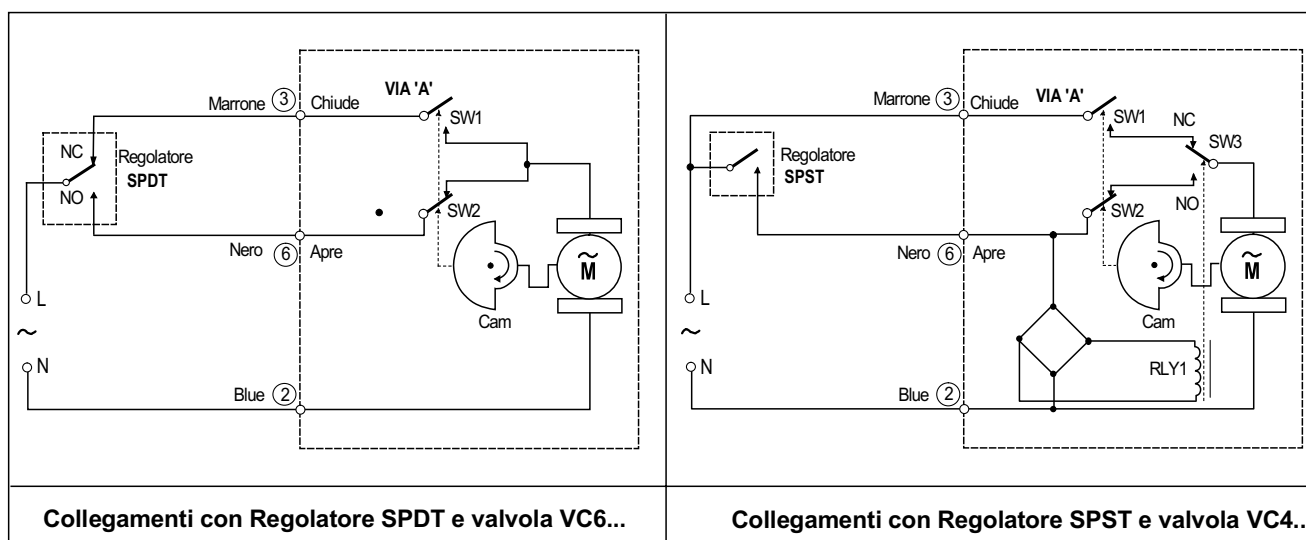 VIA 'A'
Marrone 3 Chiude
SW1
NC
Regolatore
SPDT
NO
SW2
Nero 6 Apre
M
L
~
Cam
N
Blue 2
Collegamenti con Regolatore SPDT e valvola VC6...
VIA 'A'
Marrone 3 Chiude
SW1
NC
SW3
Regolatore
SPST
SW2
NO
Nero 6 Apre
M
L
~
Cam
N
RLY1
Blue 2
Collegamenti con Regolatore SPST e valvola VC4..